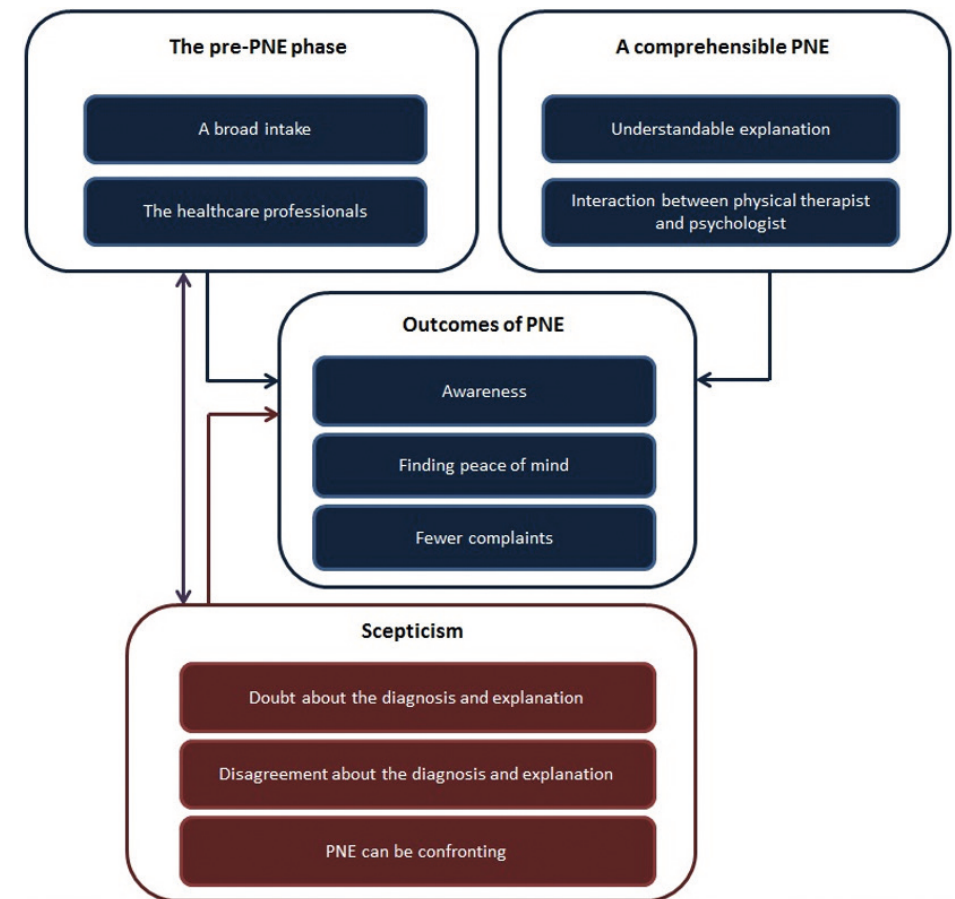 The pre-PNE phase
A broad intake
The healthcare professionals
A comprehensible PNE
Understandable explanation
Interaction between physical therapist
and psychologist
Outcomes of PNE
Awareness
Finding peace of mind
Fewer complaints
Scepticism
Doubt about the diagnosis and explanation
Disagreement about the diagnosis and explanation
PNE can be confronting